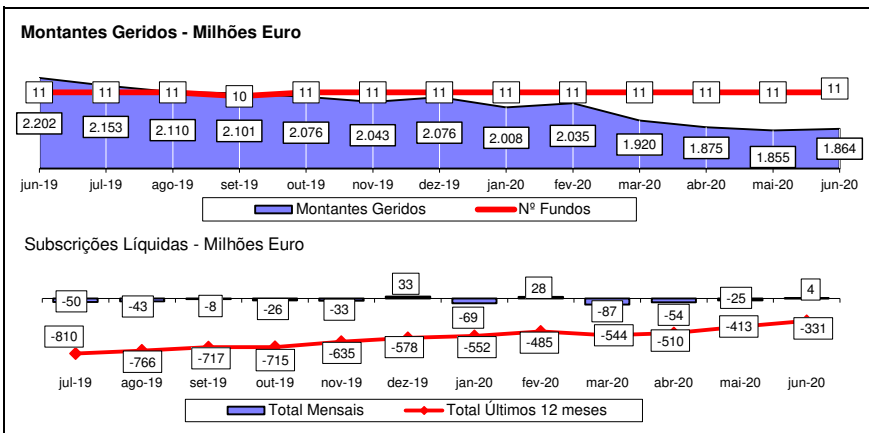 Montantes Geridos - Milhões Euro
11 11 11 10 11 11 11 11 11 11 11 11 11
2.202 2.153 2.110 2.101 2.076 2.043 2.076 2.008 2.035 1.920 1.875 1.855 1.864
jun-19 jul-19 ago-19 set-19 out-19 nov-19 dez-19 jan-20 fev-20 mar-20 abr-20 mai-20 jun-20
Montantes Geridos Nº Fundos
Subscrições Líquidas - Milhões Euro
-50 -43 -8 -26 -33 33 -69 28 -87 -54 -25 4
-810 -766 -717 -715 -635 -578 -552 -485 -544 -510 -413 -331
jul-19 ago-19 set-19 out-19 nov-19 dez-19 jan-20 fev-20 mar-20 abr-20 mai-20 jun-20
Total Mensais Total Últimos 12 meses